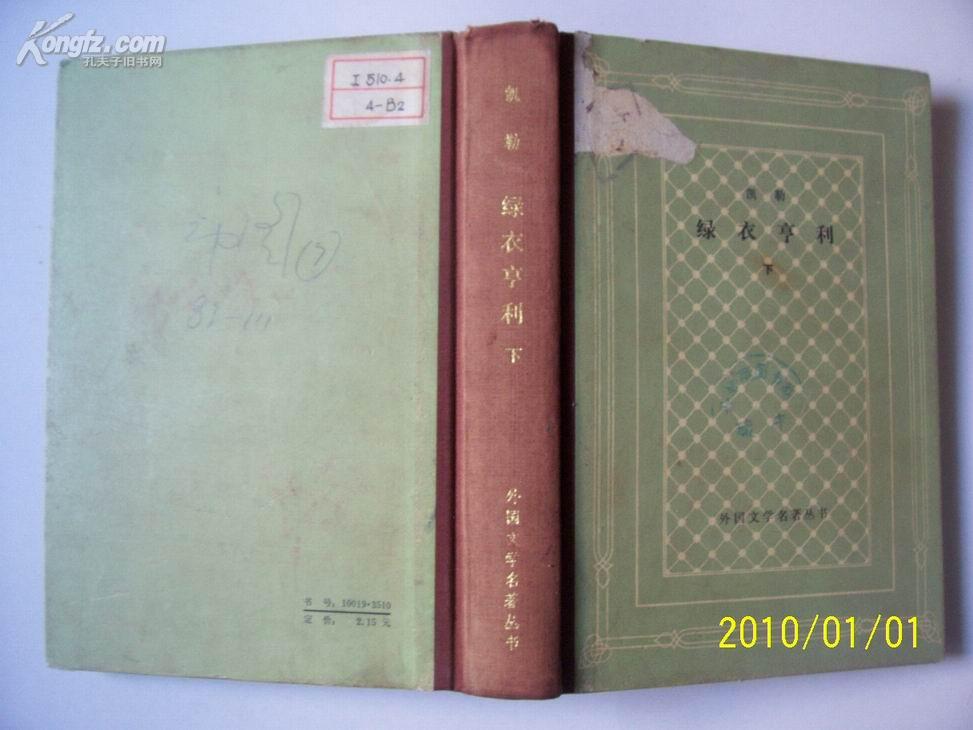 Kongfz.com
孔夫子旧书网
I 510.4
4-B2
81-111
书号：10019·3510
定价：2.15元
凯勒
绿衣亨利
下
外国文学名著丛书
凯勒
绿衣亨利
下
外国文学名著丛书
2010/01/01